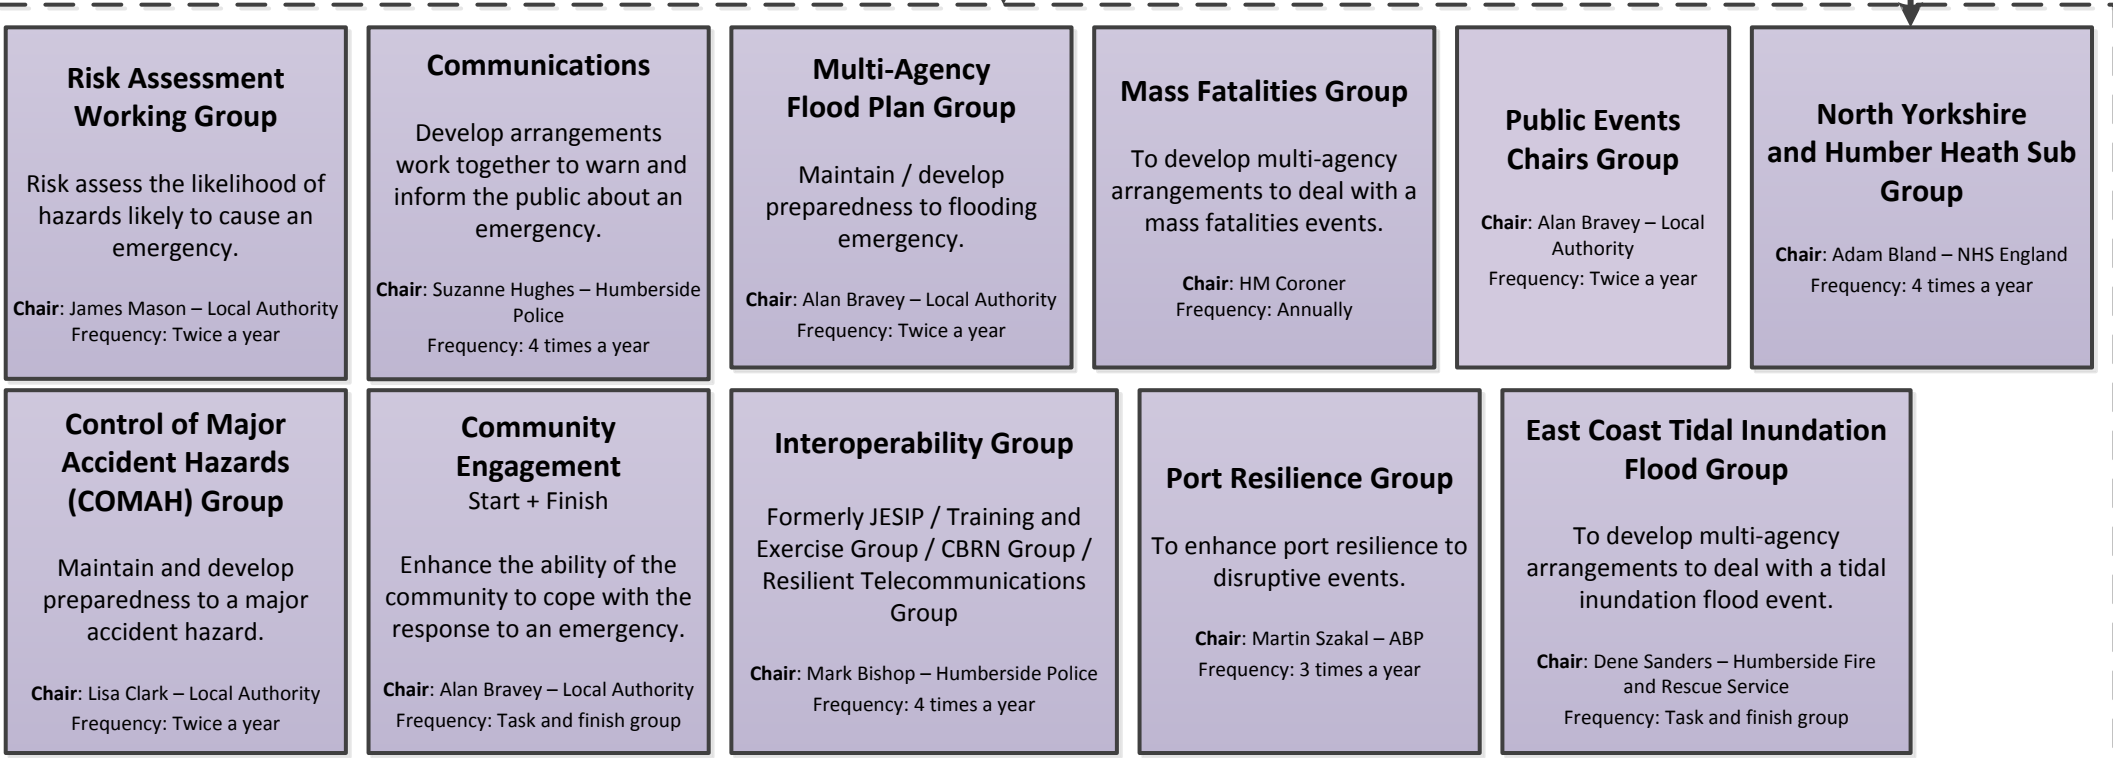 Risk Assessment
Working Group
Risk assess the likelihood of
hazards likely to cause an
emergency.
Chair: James Mason – Local Authority
Frequency: Twice a year
Communications
Develop arrangements
work together to warn and
inform the public about an
emergency.
Chair: Suzanne Hughes – Humberside
Police
Frequency: 4 times a year
Multi-Agency
Flood Plan Group
Maintain / develop
preparedness to flooding
emergency.
Chair: Alan Bravey – Local Authority
Frequency: Twice a year
Mass Fatalities Group
To develop multi-agency
arrangements to deal with a
mass fatalities events.
Chair: HM Coroner
Frequency: Annually
Public Events
Chairs Group
Chair: Alan Bravey – Local
Authority
Frequency: Twice a year
North Yorkshire
and Humber Heath Sub
Group
Chair: Adam Bland – NHS England
Frequency: 4 times a year
Control of Major
Accident Hazards
(COMAH) Group
Maintain and develop
preparedness to a major
accident hazard.
Chair: Lisa Clark – Local Authority
Frequency: Twice a year
Community
Engagement
Start + Finish
Enhance the ability of the
community to cope with the
response to an emergency.
Chair: Alan Bravey – Local Authority
Frequency: Task and finish group
Interoperability Group
Formerly JESIP / Training and
Exercise Group / CBRN Group /
Resilient Telecommunications
Group
Chair: Mark Bishop – Humberside Police
Frequency: 4 times a year
Port Resilience Group
To enhance port resilience to
disruptive events.
Chair: Martin Szakal – ABP
Frequency: 3 times a year
East Coast Tidal Inundation
Flood Group
To develop multi-agency
arrangements to deal with a tidal
inundation flood event.
Chair: Dene Sanders – Humberside Fire
and Rescue Service
Frequency: Task and finish group